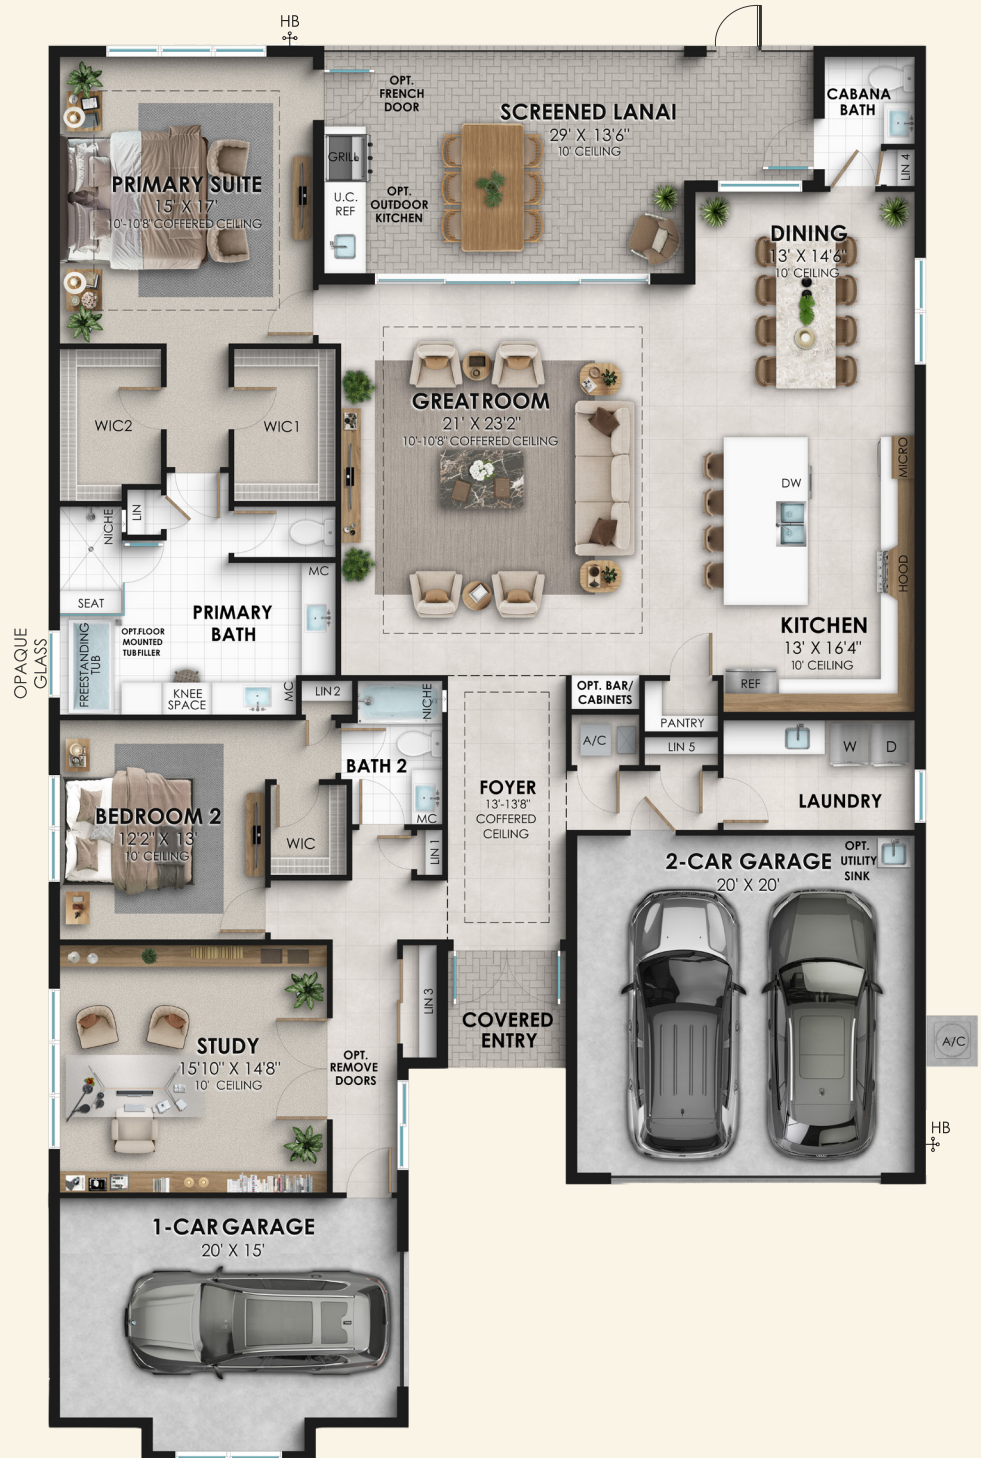 HB
OPT.
FRENCH
DOOR
SCREENED LANAI
29' X 13'6"
10' CEILING
CABANA
BATH
LIN 4
GRILL
U.C.
REF
OPT.
OUTDOOR
KITCHEN
PRIMARY SUITE
15' X 17'
10'-10'8" COFFERED CEILING
DINING
13' X 14'6"
10' CEILING
WIC2
WIC1
GREATROOM
21' X 23'2"
10'-10'8" COFFERED CEILING
MICRO
DW
HOOD
LIN
NICHE
MC
SEAT
PRIMARY
BATH
OPT.FLOOR
MOUNTED
TUB FILLER
FREESTANDING
TUB
OPAQUE
GLASS
KNEE
SPACE
MC
KITCHEN
13' X 16'4"
10' CEILING
REF
LIN 2
NICHE
OPT. BAR/
CABINETS
PANTRY
A/C
LIN 5
W
D
BATH 2
MC
LAUNDRY
FOYER
13'-13'8"
COFFERED
CEILING
BEDROOM 2
12'2" X 13'
10' CEILING
WIC
LIN 1
2-CAR GARAGE
20' X 20'
OPT.
UTILITY
SINK
LIN 3
COVERED
ENTRY
STUDY
15'10" X 14'8"
10' CEILING
OPT.
REMOVE
DOORS
A/C
HB
1-CAR GARAGE
20' X 15'